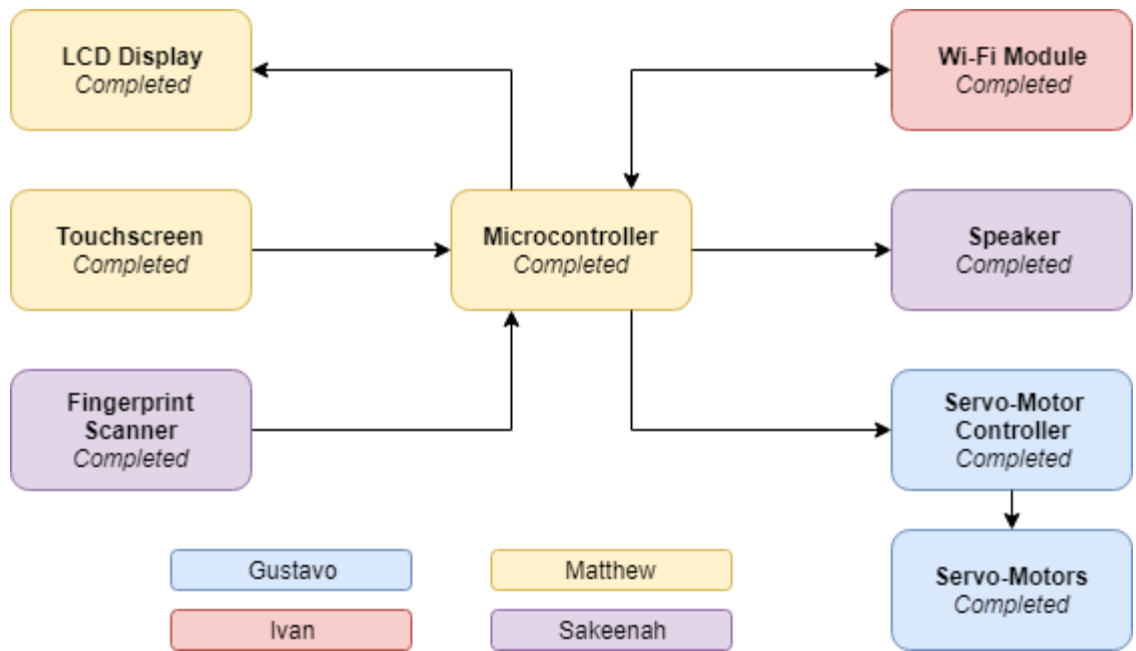 LCD Display
Completed
Wi-Fi Module
Completed
Touchscreen
Completed
Microcontroller
Completed
Speaker
Completed
Fingerprint
Scanner
Completed
Servo-Motor
Controller
Completed
Servo-Motors
Completed
Gustavo
Matthew
Ivan
Sakeenah